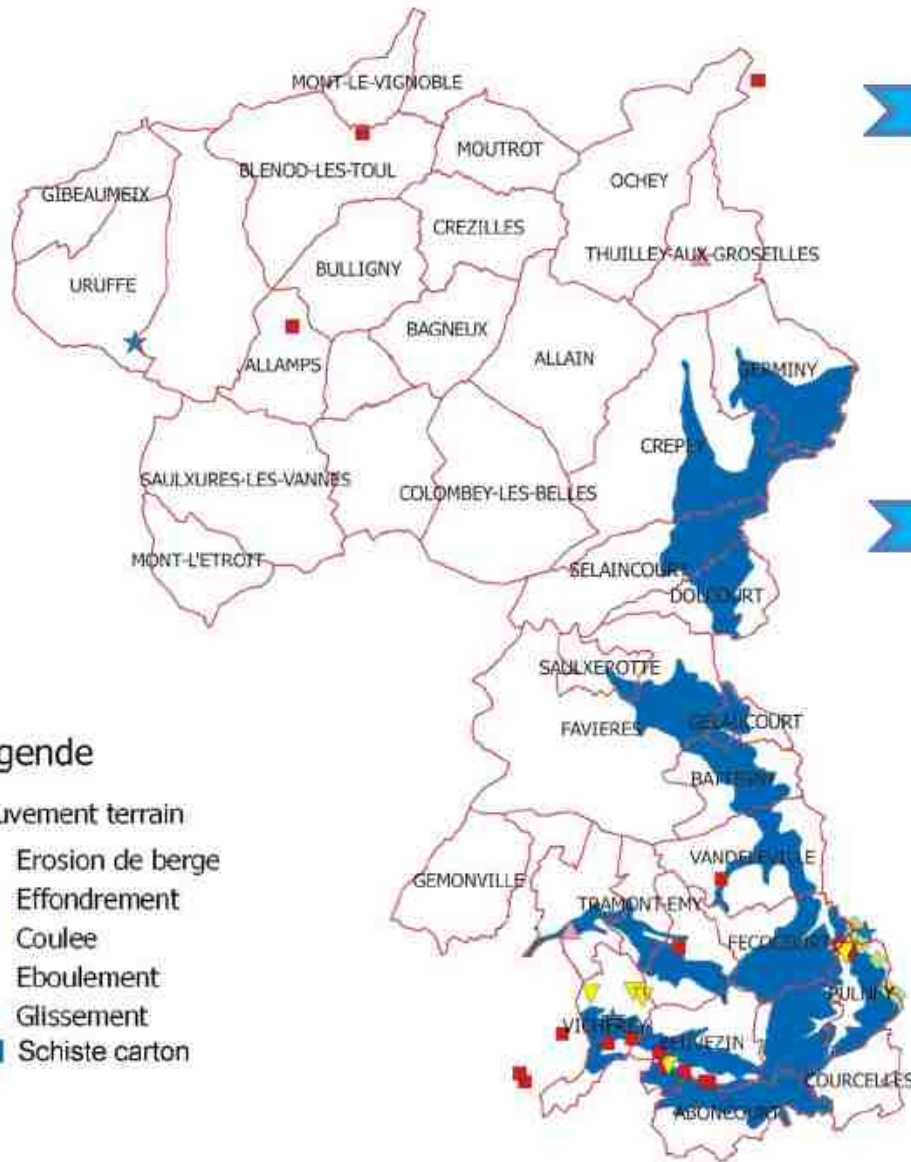 MONT-LE-VIGNOBLE
MOUTROT
BLENOD-LES-TOUL
OCHEY
GIBEAUMEIX
CREZILLES
THUILLEY-AUX-GROSEILLES
BULLIGNY
URUFFE
BAGNEUX
ALLAIN
ALLAMPS
GERMINY
CREPEY
SAULXURES-LES-VANNES
COLOMBEY-LES-BELLES
MONT-L'ETROIT
SELAINCOURT
DOLCOURT
SAULXEROTTE
GELAUCOURT
FAVIERES
gende
BATTIGNY
uvement terrain
VANDELEVILLE
Erosion de berge
GEMONVILLE
Effondrement
TRAMONT-EMY
Coulee
FECOCOURT
Eboulement
PULNEY
Glissement
VICHEREY
BEUVEZIN
Schiste carton
COURCELLES
ABONCOURT